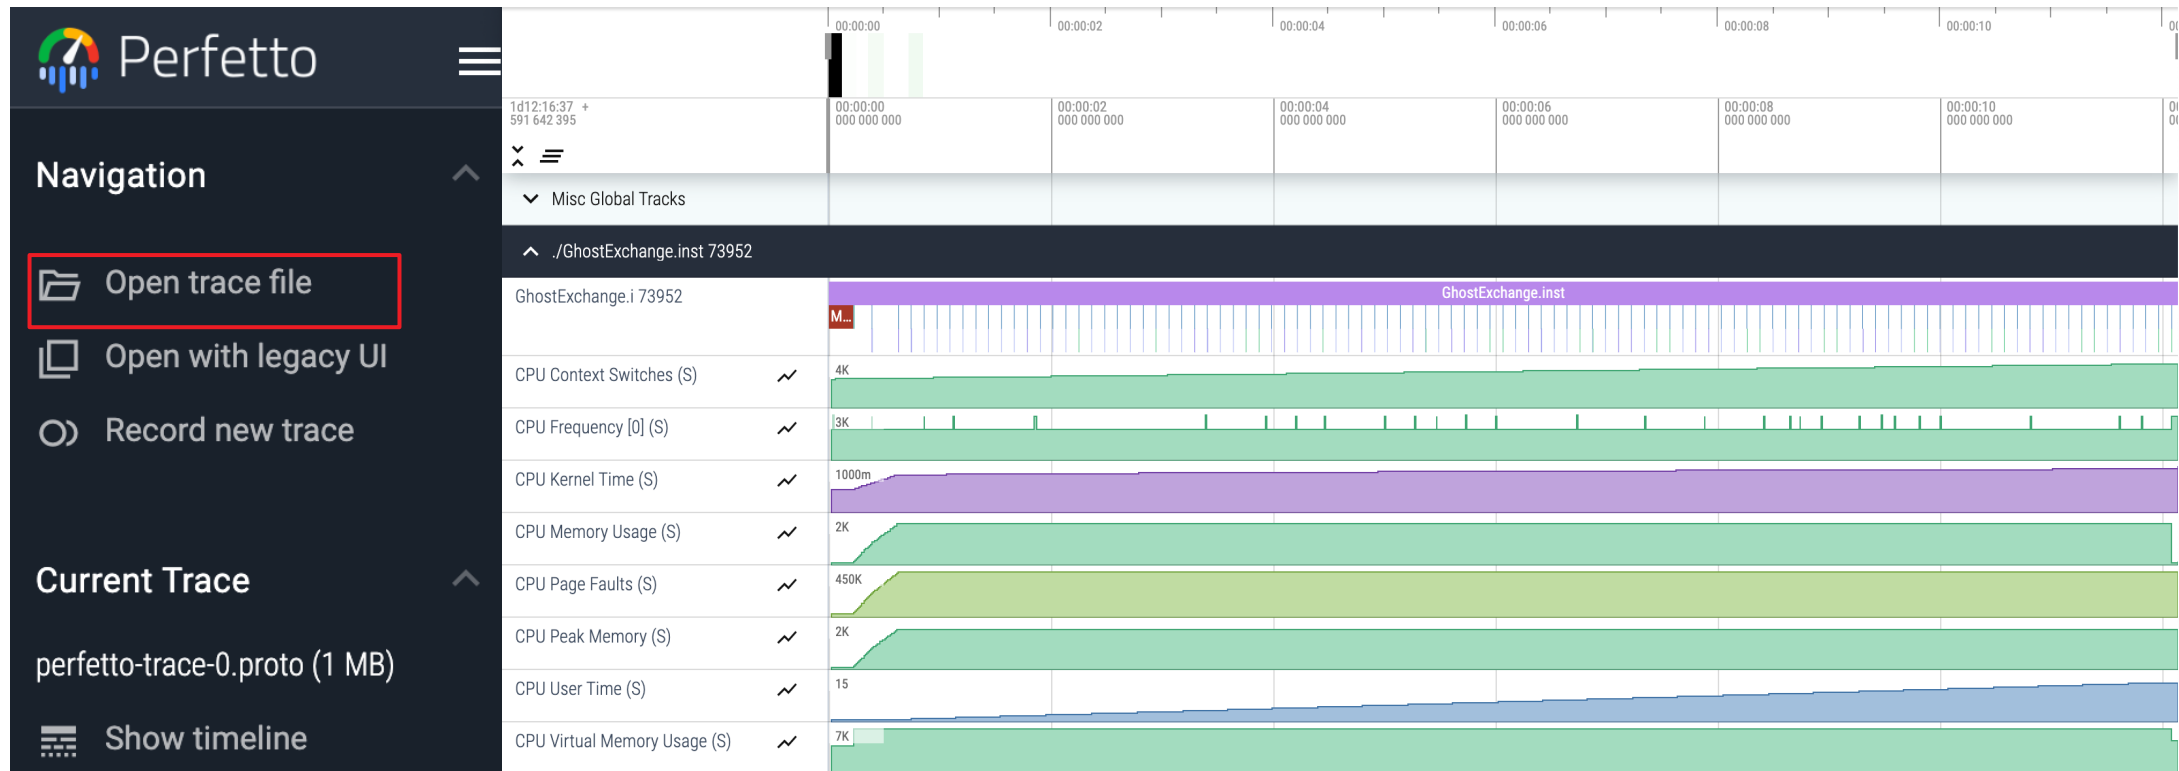 Perfetto
Navigation
Open trace file
Open with legacy UI
Record new trace
Current Trace
perfetto-trace-0.proto (1 MB)
Show timeline
00:00:00 00:00:02 00:00:04 00:00:06 00:00:08 00:00:10
1d12:16:37 +
591 642 395
00:00:00 00:00:02 00:00:04 00:00:06 00:00:08 00:00:10
000 000 000 000 000 000 000 000 000 000 000 000 000 000 000 000 000 000
Misc Global Tracks
./GhostExchange.inst 73952
GhostExchange.i 73952
GhostExchange.inst
M...
CPU Context Switches (S)
4K
CPU Frequency [0] (S)
3K
CPU Kernel Time (S)
1000m
CPU Memory Usage (S)
2K
CPU Page Faults (S)
450K
CPU Peak Memory (S)
2K
CPU User Time (S)
15
CPU Virtual Memory Usage (S)
7K